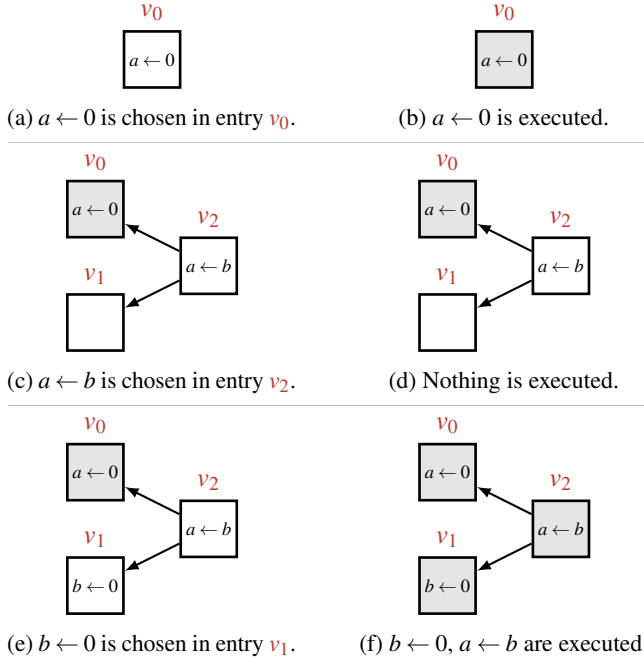 v₀ v₀
a ← 0 a ← 0
(a) a ← 0 is chosen in entry v₀. (b) a ← 0 is executed.
v₀ v₀
a ← 0 a ← 0
v₂ v₂
v₁ a ← b v₁ a ← b
(c) a ← b is chosen in entry v₂. (d) Nothing is executed.
v₀ v₀
a ← 0 a ← 0
v₂ v₂
v₁ a ← b v₁ a ← b
b ← 0 b ← 0
(e) b ← 0 is chosen in entry v₁. (f) b ← 0, a ← b are executed